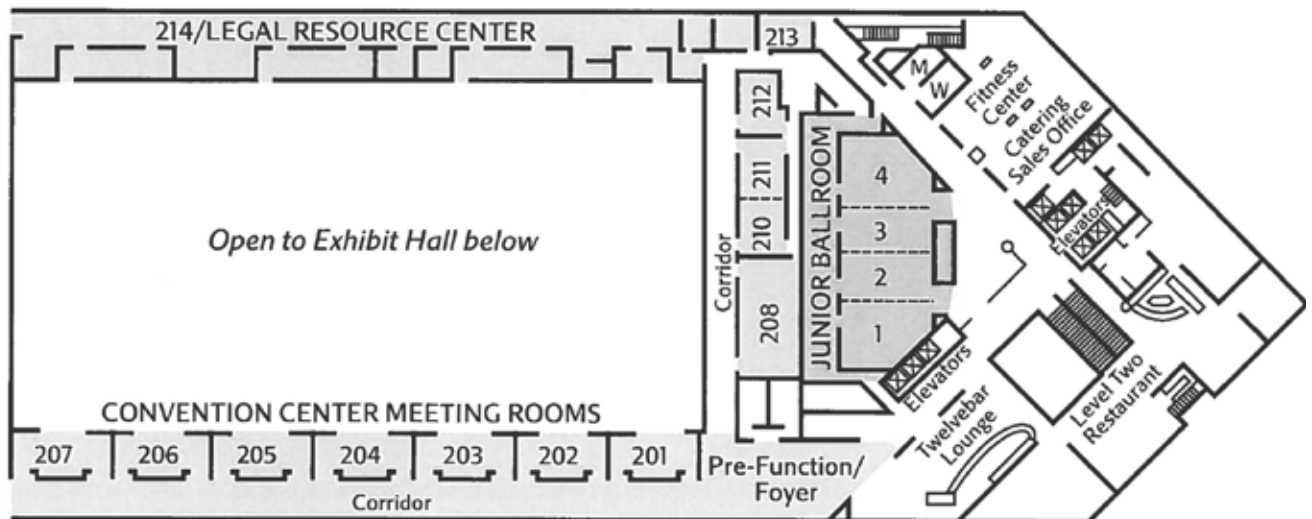 214/LEGAL RESOURCE CENTER
213
M
W
Fitness
Center
Catering
Sales Office
212
211
210
208
Corridor
JUNIOR BALLROOM
4
3
2
1
Elevators
Open to Exhibit Hall below
Elevators
Twelvebar
Lounge
Level Two
Restaurant
CONVENTION CENTER MEETING ROOMS
207
206
205
204
203
202
201
Pre-Function/
Foyer
Corridor